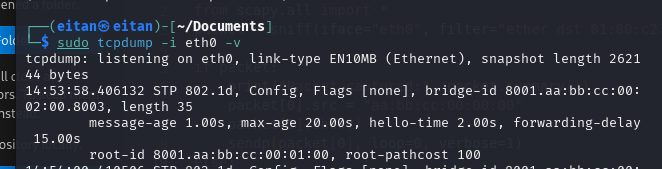 ┌──(eitan㉿eitan)-[~/Documents]
└─$ sudo tcpdump -i eth0 -v
tcpdump: listening on eth0, link-type EN10MB (Ethernet), snapshot length 2621
44 bytes
14:53:58.406132 STP 802.1d, Config, Flags [none], bridge-id 8001.aa:bb:cc:00:
02:00.8003, length 35
message-age 1.00s, max-age 20.00s, hello-time 2.00s, forwarding-delay
15.00s
root-id 8001.aa:bb:cc:00:01:00, root-pathcost 100